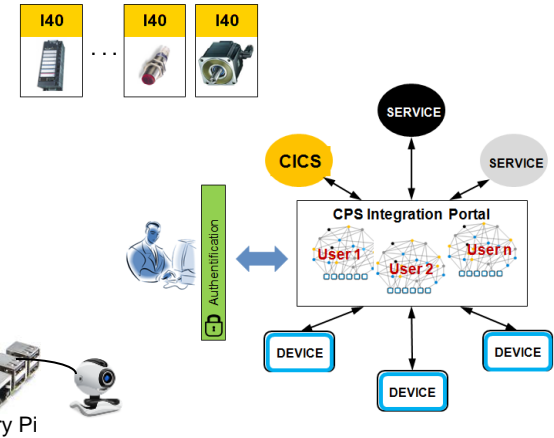 I40
I40
I40
. . .
SERVICE
CICS
SERVICE
CPS Integration Portal
User 1
User 2
User n
Authentification
DEVICE
DEVICE
DEVICE
ry Pi